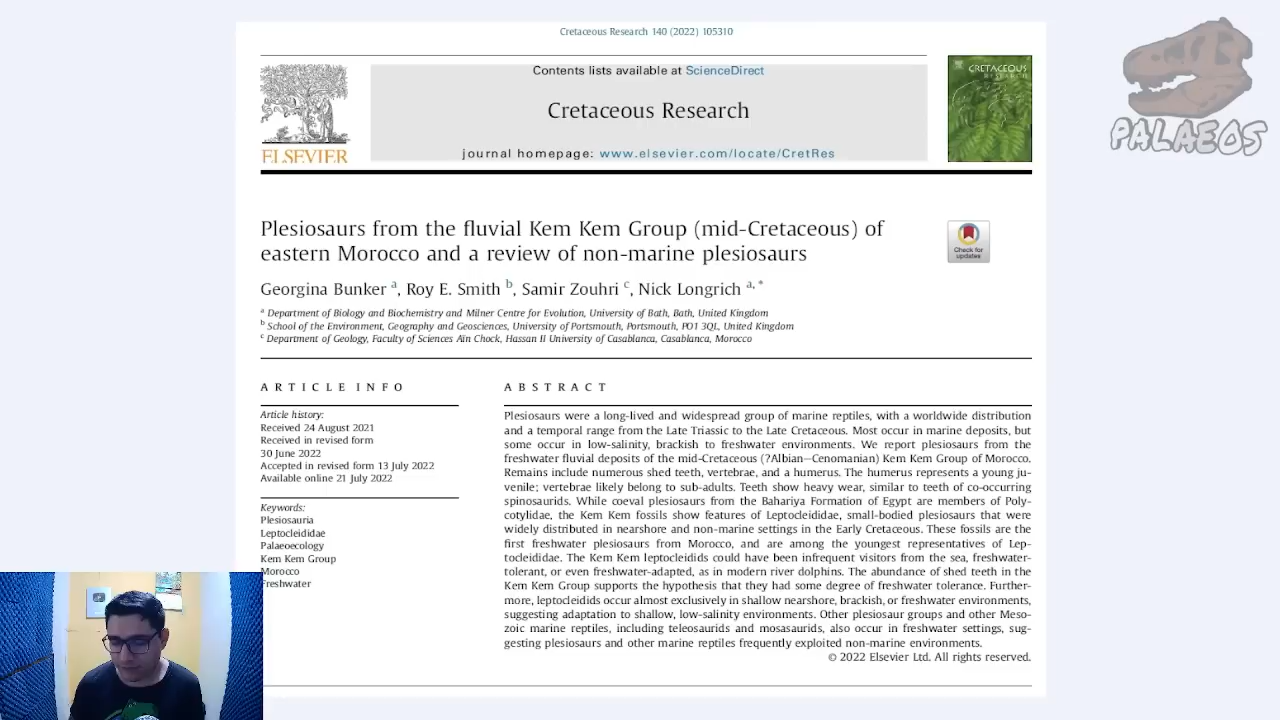 Cretaceous Research 140 (2022) 105310
Contents lists available at ScienceDirect
Cretaceous Research
journal homepage: www.elsevier.com/locate/CretRes
ELSEVIER
CRETACEOUS
RESEARCH
PALAEOS
Plesiosaurs from the fluvial Kem Kem Group (mid-Cretaceous) of
eastern Morocco and a review of non-marine plesiosaurs
Check for
updates
Georgina Bunker a, Roy E. Smith b, Samir Zouhri c, Nick Longrich a, *
a Department of Biology and Biochemistry and Milner Centre for Evolution, University of Bath, Bath, United Kingdom
b School of the Environment, Geography and Geosciences, University of Portsmouth, Portsmouth, PO1 3QL, United Kingdom
c Department of Geology, Faculty of Sciences Aïn Chock, Hassan II University of Casablanca, Casablanca, Morocco
ARTICLE INFO
Article history:
Received 24 August 2021
Received in revised form
30 June 2022
Accepted in revised form 13 July 2022
Available online 21 July 2022
Keywords:
Plesiosauria
Leptocleididae
Palaeoecology
Kem Kem Group
Morocco
Freshwater
ABSTRACT
Plesiosaurs were a long-lived and widespread group of marine reptiles, with a worldwide distribution
and a temporal range from the Late Triassic to the Late Cretaceous. Most occur in marine deposits, but
some occur in low-salinity, brackish to freshwater environments. We report plesiosaurs from the
freshwater fluvial deposits of the mid-Cretaceous (?Albian–Cenomanian) Kem Kem Group of Morocco.
Remains include numerous shed teeth, vertebrae, and a humerus. The humerus represents a young ju-
venile; vertebrae likely belong to sub-adults. Teeth show heavy wear, similar to teeth of co-occurring
spinosaurids. While coeval plesiosaurs from the Bahariya Formation of Egypt are members of Poly-
cotylidae, the Kem Kem fossils show features of Leptocleididae, small-bodied plesiosaurs that were
widely distributed in nearshore and non-marine settings in the Early Cretaceous. These fossils are the
first freshwater plesiosaurs from Morocco, and are among the youngest representatives of Lep-
tocleididae. The Kem Kem leptocleidids could have been infrequent visitors from the sea, freshwater-
tolerant, or even freshwater-adapted, as in modern river dolphins. The abundance of shed teeth in the
Kem Kem Group supports the hypothesis that they had some degree of freshwater tolerance. Further-
more, leptocleidids occur almost exclusively in shallow nearshore, brackish, or freshwater environments,
suggesting adaptation to shallow, low-salinity environments. Other plesiosaur groups and other Meso-
zoic marine reptiles, including teleosaurids and mosasaurids, also occur in freshwater settings, sug-
gesting plesiosaurs and other marine reptiles frequently exploited non-marine environments.
© 2022 Elsevier Ltd. All rights reserved.